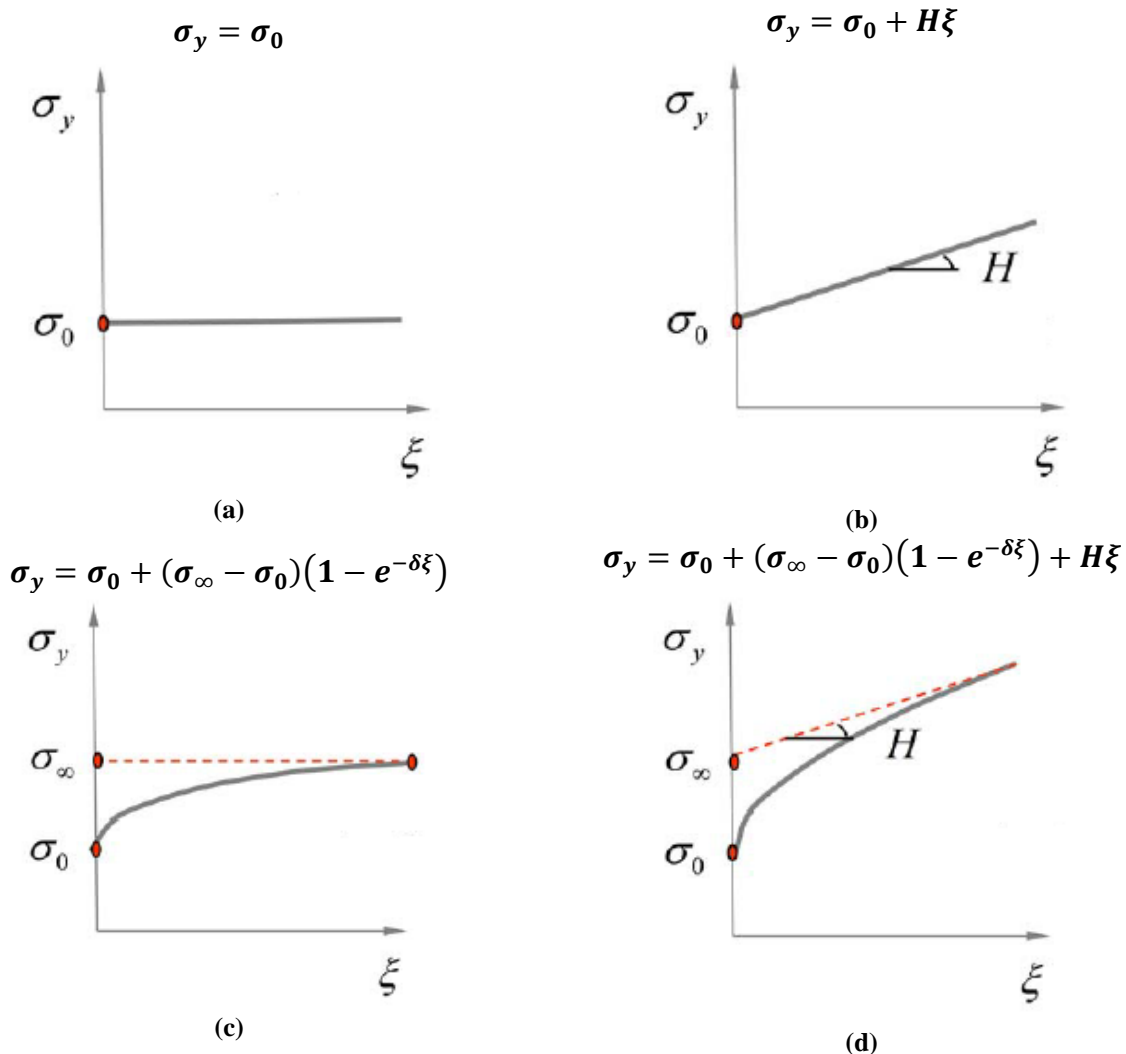 σ_y = σ_0
σ_y
σ_0
ξ
(a)
σ_y = σ_0 + Hξ
σ_y
σ_0
H
ξ
(b)
σ_y = σ_0 + (σ_∞ − σ_0)(1 − e^{−δξ})
σ_y
σ_∞
σ_0
ξ
(c)
σ_y = σ_0 + (σ_∞ − σ_0)(1 − e^{−δξ}) + Hξ
σ_y
σ_∞
H
σ_0
ξ
(d)